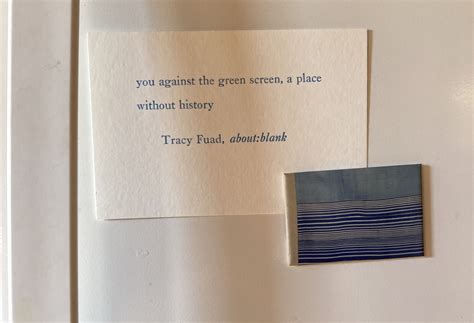 you against the green screen, a place
without history
Tracy Fuad, about:blank